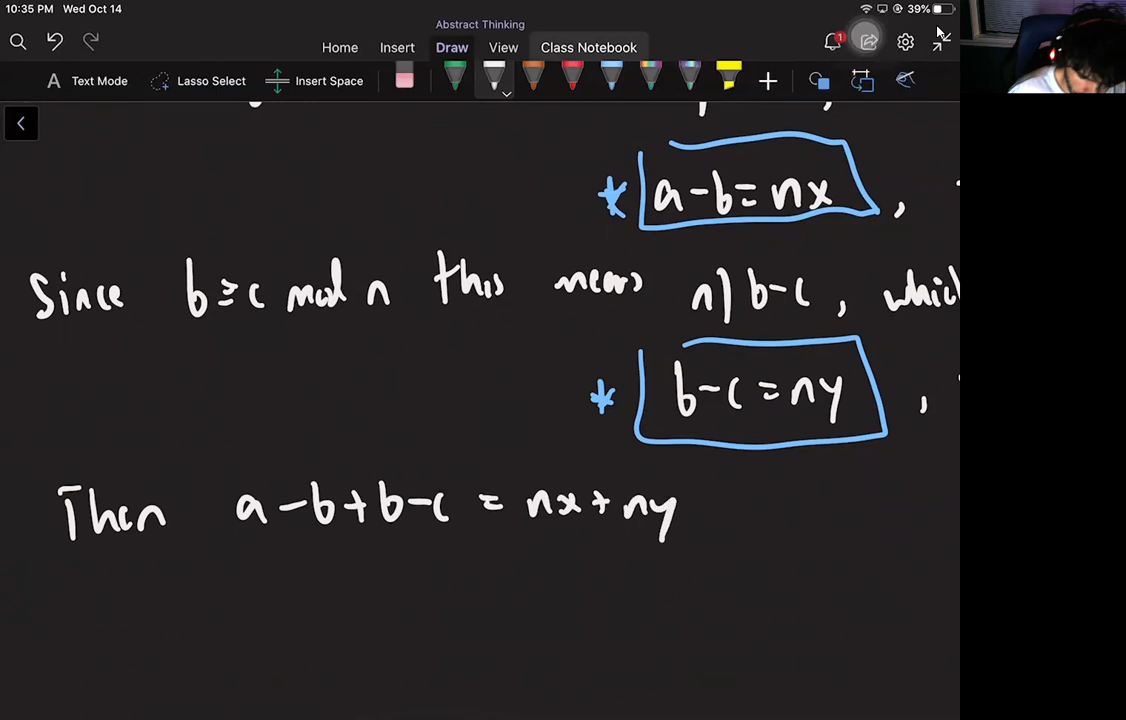 10:35 PM Wed Oct 14
39%
Abstract Thinking
Home Insert Draw View Class Notebook
1
A Text Mode Lasso Select Insert Space
* a-b=nx ,
Since b≡c mod n this means n|b-c , whic
* b-c=ny ,
Then a-b+b-c = nx+ny